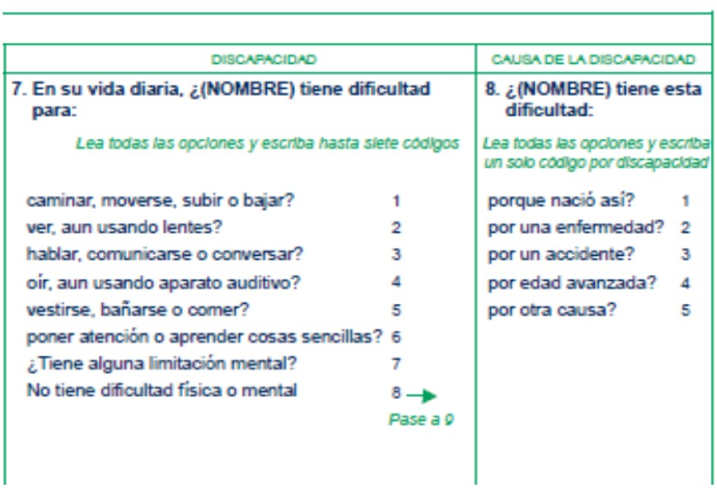 DISCAPACIDAD
7. En su vida diaria, ¿(NOMBRE) tiene dificultad
para:
Lea todas las opciones y escriba hasta siete códigos
caminar, moverse, subir o bajar? 1
ver, aun usando lentes? 2
hablar, comunicarse o conversar? 3
oír, aun usando aparato auditivo? 4
vestirse, bañarse o comer? 5
poner atención o aprender cosas sencillas? 6
¿Tiene alguna limitación mental? 7
No tiene dificultad física o mental 8
Pase a 9
CAUSA DE LA DISCAPACIDAD
8. ¿(NOMBRE) tiene esta
dificultad:
Lea todas las opciones y escriba
un solo código por discapacidad
porque nació así? 1
por una enfermedad? 2
por un accidente? 3
por edad avanzada? 4
por otra causa? 5